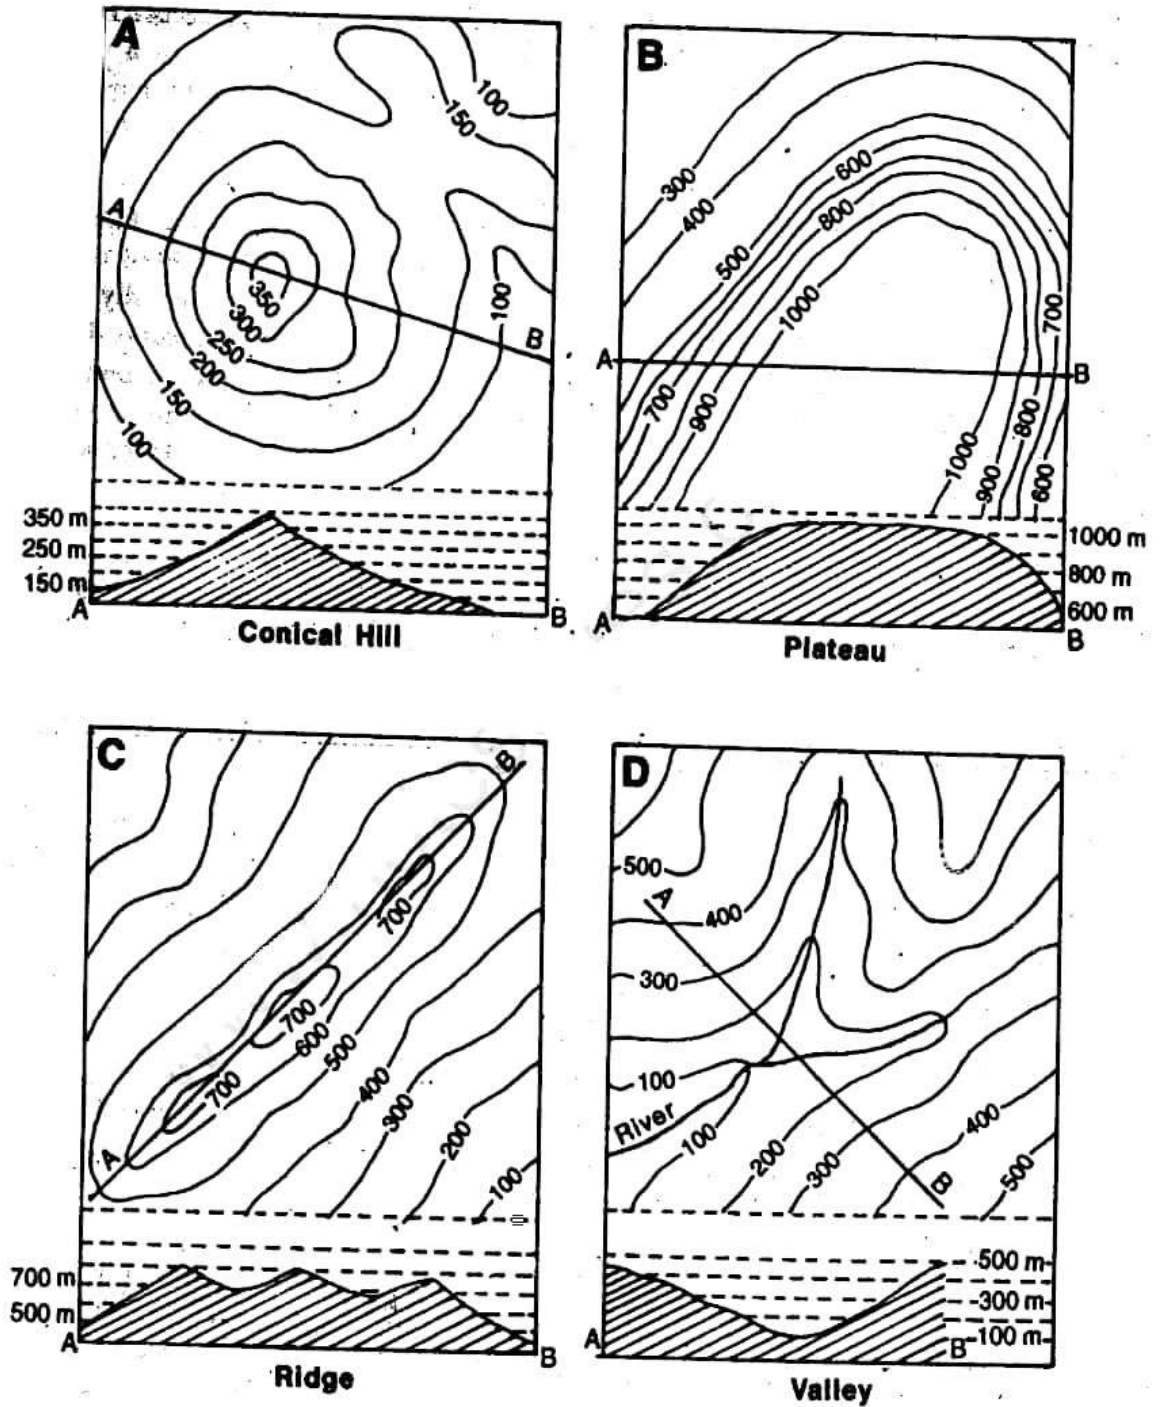 A
100
150
A
350
300
250
200
150
100
100
B
350 m
250 m
150 m
A
B
Conical Hill
B
300
400
500
600
800
1000
700
A
B
700
900
1000
900
800
600
1000 m
800 m
600 m
A
B
Plateau
C
B
700
700
600
500
700
400
300
200
100
A
700 m
500 m
A
B
Ridge
D
500
A
400
300
100
River
100
200
300
400
500
B
500 m
300 m
100 m
A
B
Valley